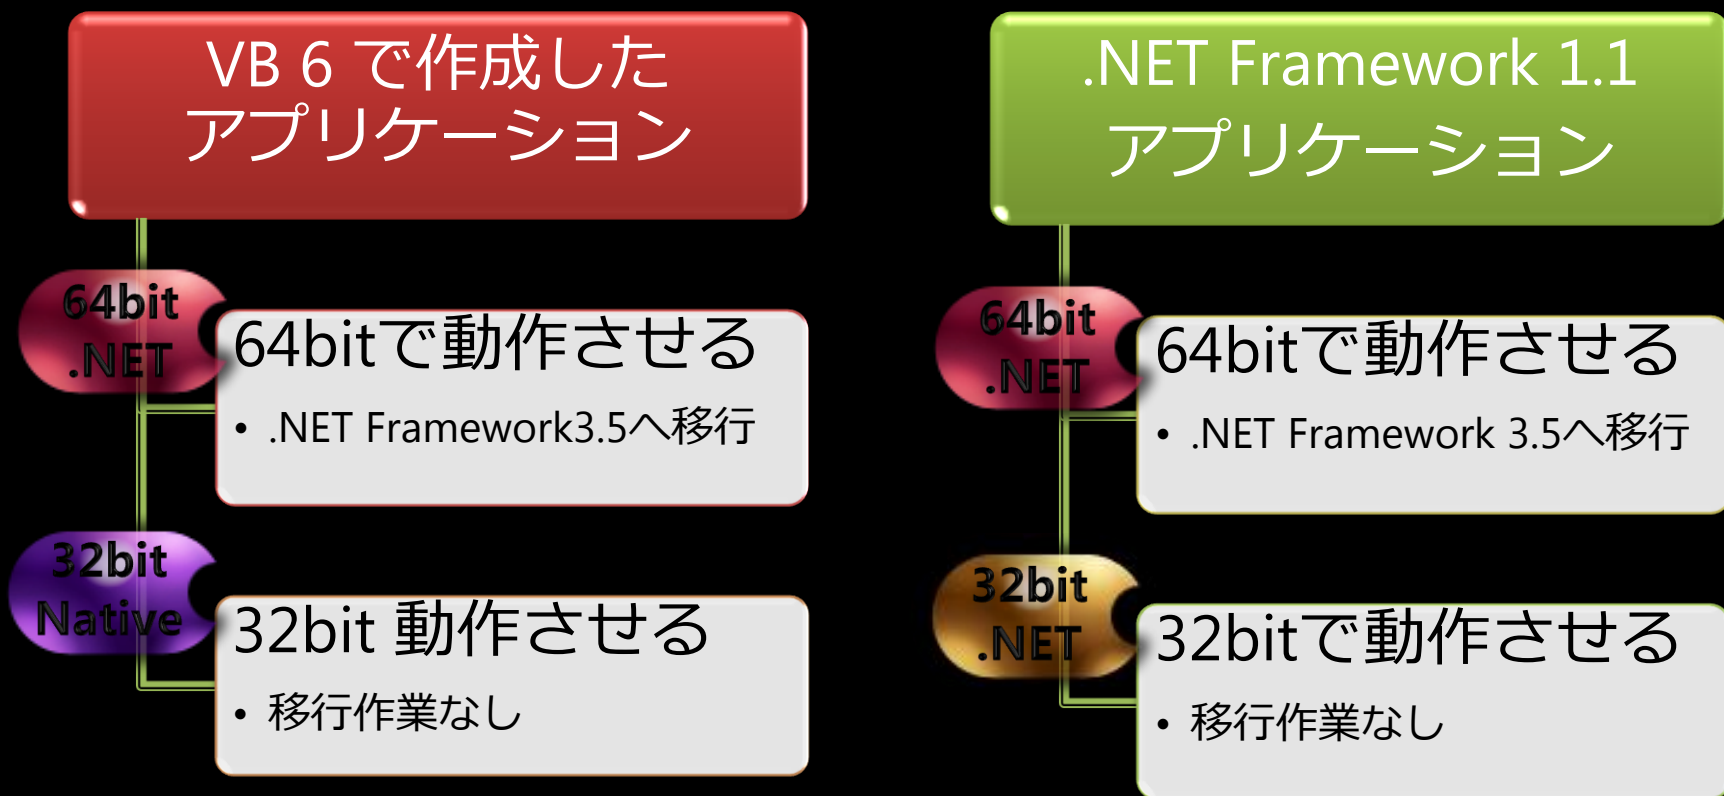 VB 6 で作成した
アプリケーション
64bit
.NET
64bitで動作させる
• .NET Framework3.5へ移行
32bit
Native
32bit 動作させる
• 移行作業なし
.NET Framework 1.1
アプリケーション
64bit
.NET
64bitで動作させる
• .NET Framework 3.5へ移行
32bit
.NET
32bitで動作させる
• 移行作業なし